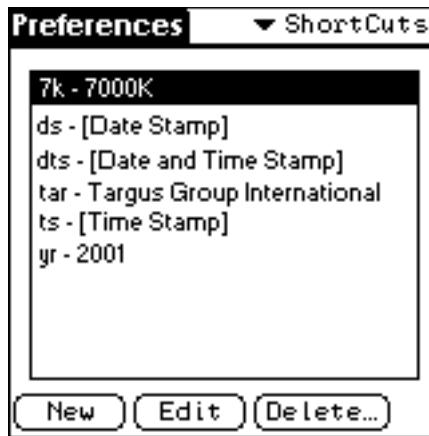 Preferences ▼ ShortCuts
7k - 7000K
ds - [Date Stamp]
dts - [Date and Time Stamp]
tar - Targus Group International
ts - [Time Stamp]
yr - 2001
New Edit Delete…